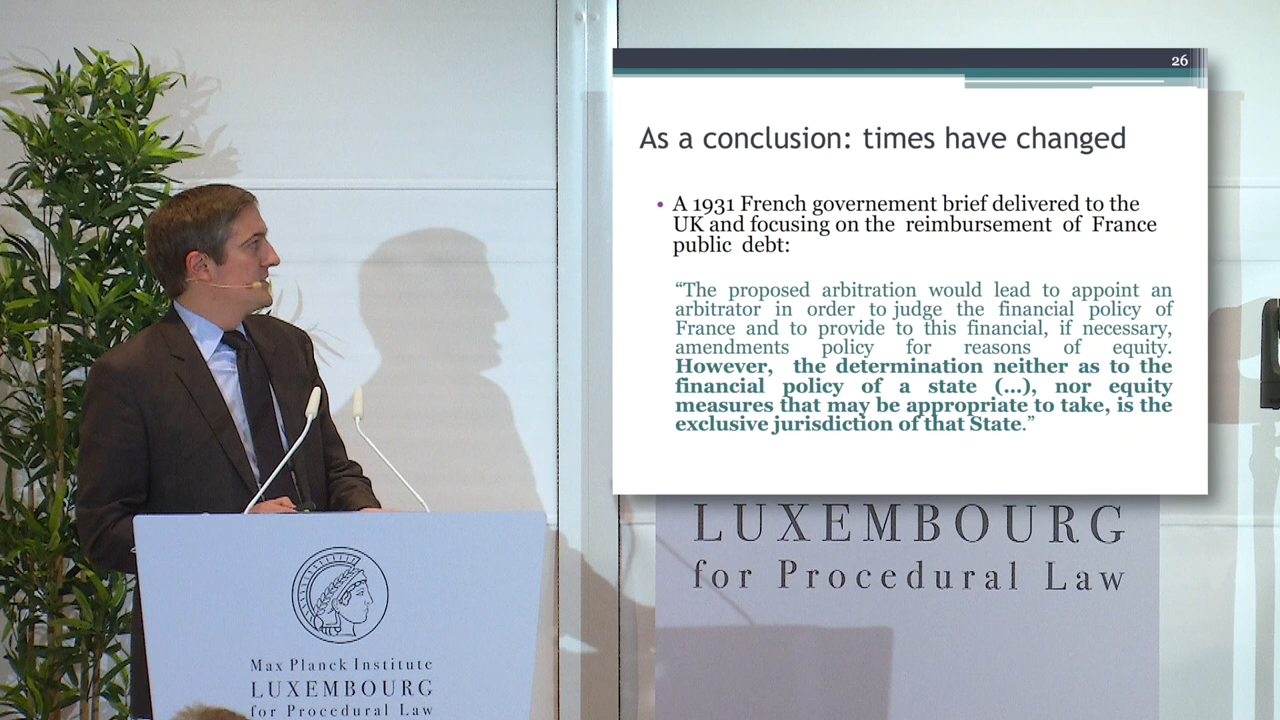 26
As a conclusion: times have changed
• A 1931 French governement brief delivered to the
UK and focusing on the reimbursement of France
public debt:
“The proposed arbitration would lead to appoint an
arbitrator in order to judge the financial policy of
France and to provide to this financial, if necessary,
amendments policy for reasons of equity.
However, the determination neither as to the
financial policy of a state (...), nor equity
measures that may be appropriate to take, is the
exclusive jurisdiction of that State.”
LUXEMBOURG
for Procedural Law
Max Planck Institute
LUXEMBOURG
for Procedural Law